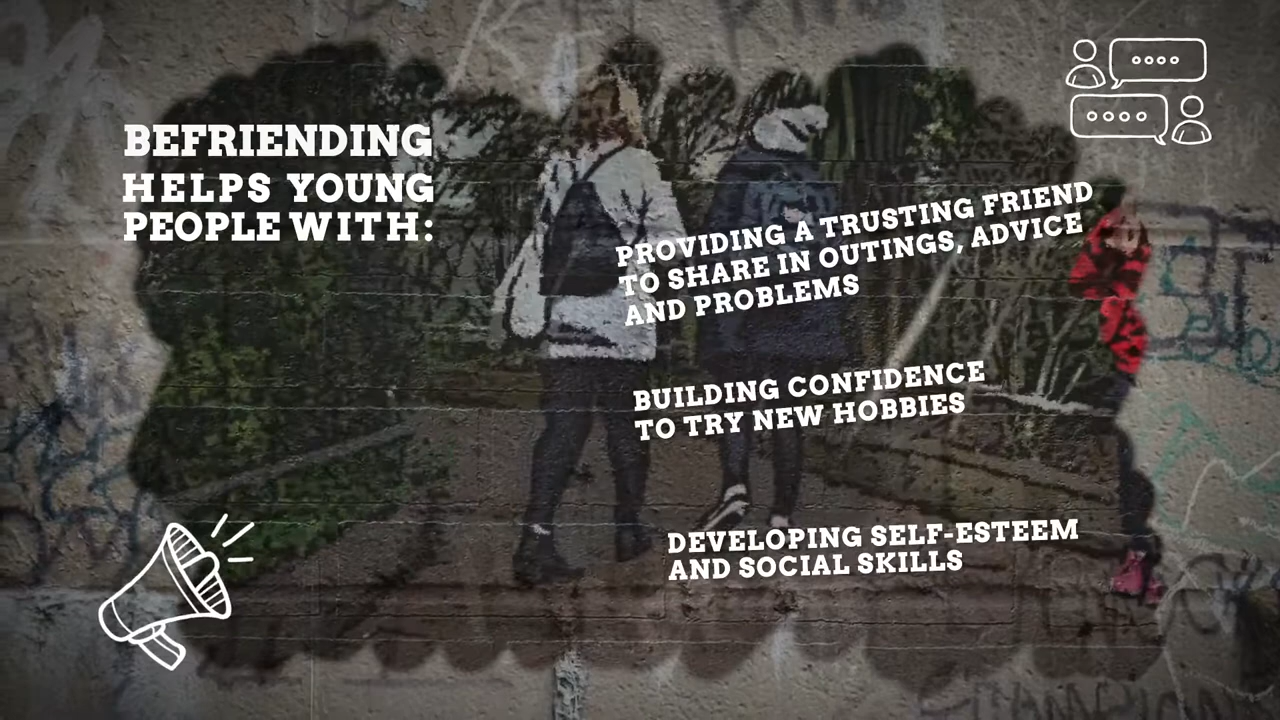 BEFRIENDING
HELPS YOUNG
PEOPLE WITH:
PROVIDING A TRUSTING FRIEND
TO SHARE IN OUTINGS, ADVICE
AND PROBLEMS
BUILDING CONFIDENCE
TO TRY NEW HOBBIES
DEVELOPING SELF-ESTEEM
AND SOCIAL SKILLS